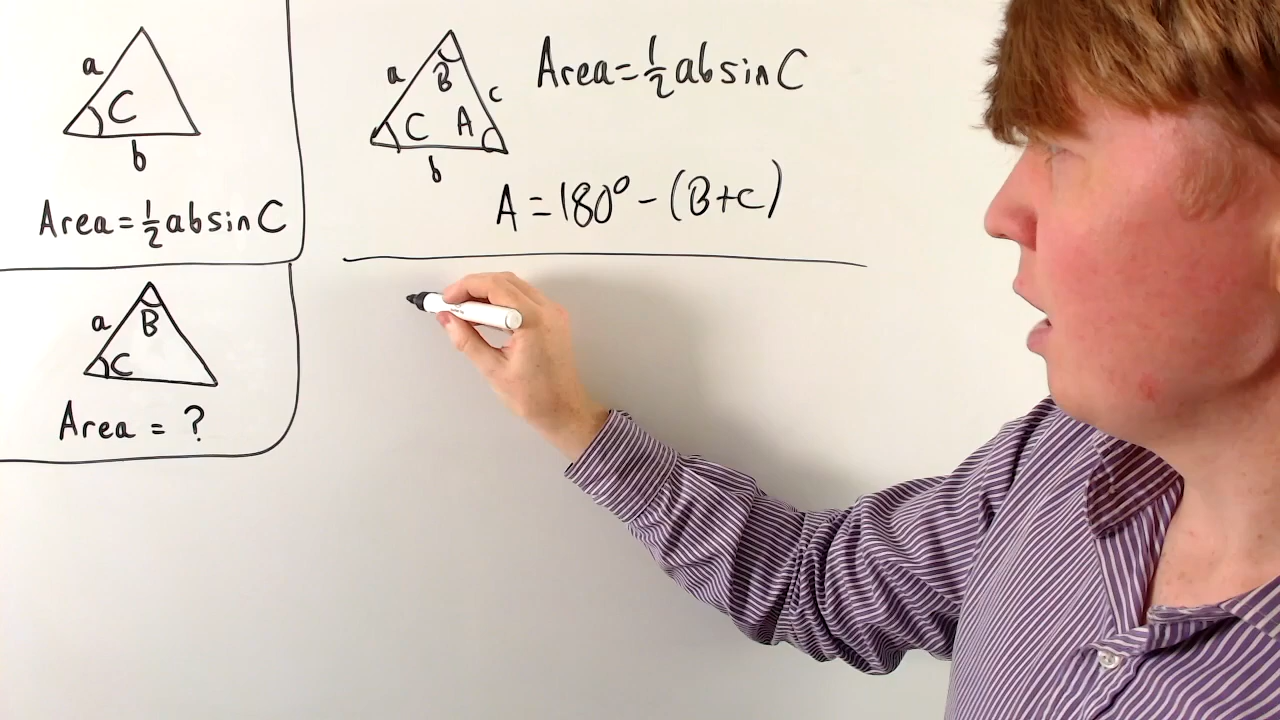 a
C
b
Area = ½ ab sin C
a
B
C
Area = ?
a
B
c
C
A
b
Area = ½ ab sin C
A = 180° - (B+C)